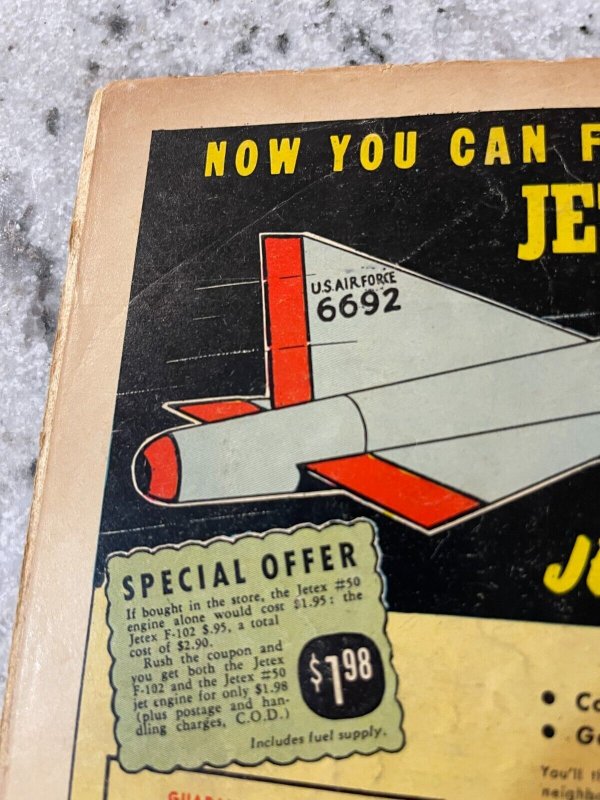 NOW YOU CAN F
JE
U.S.AIR FORCE
6692
SPECIAL OFFER
If bought in the store, the Jetex #50
engine alone would cost $1.95: the
Jetex F-102 $.95, a total
cost of $2.90.
Rush the coupon and
you get both the Jetex
F-102 and the Jetex #50
jet engine for only $1.98
(plus postage and han-
dling charges, C.O.D.)
$1.98
Includes fuel supply.
J
• Co
• G
You'll t
neighb
GUARA